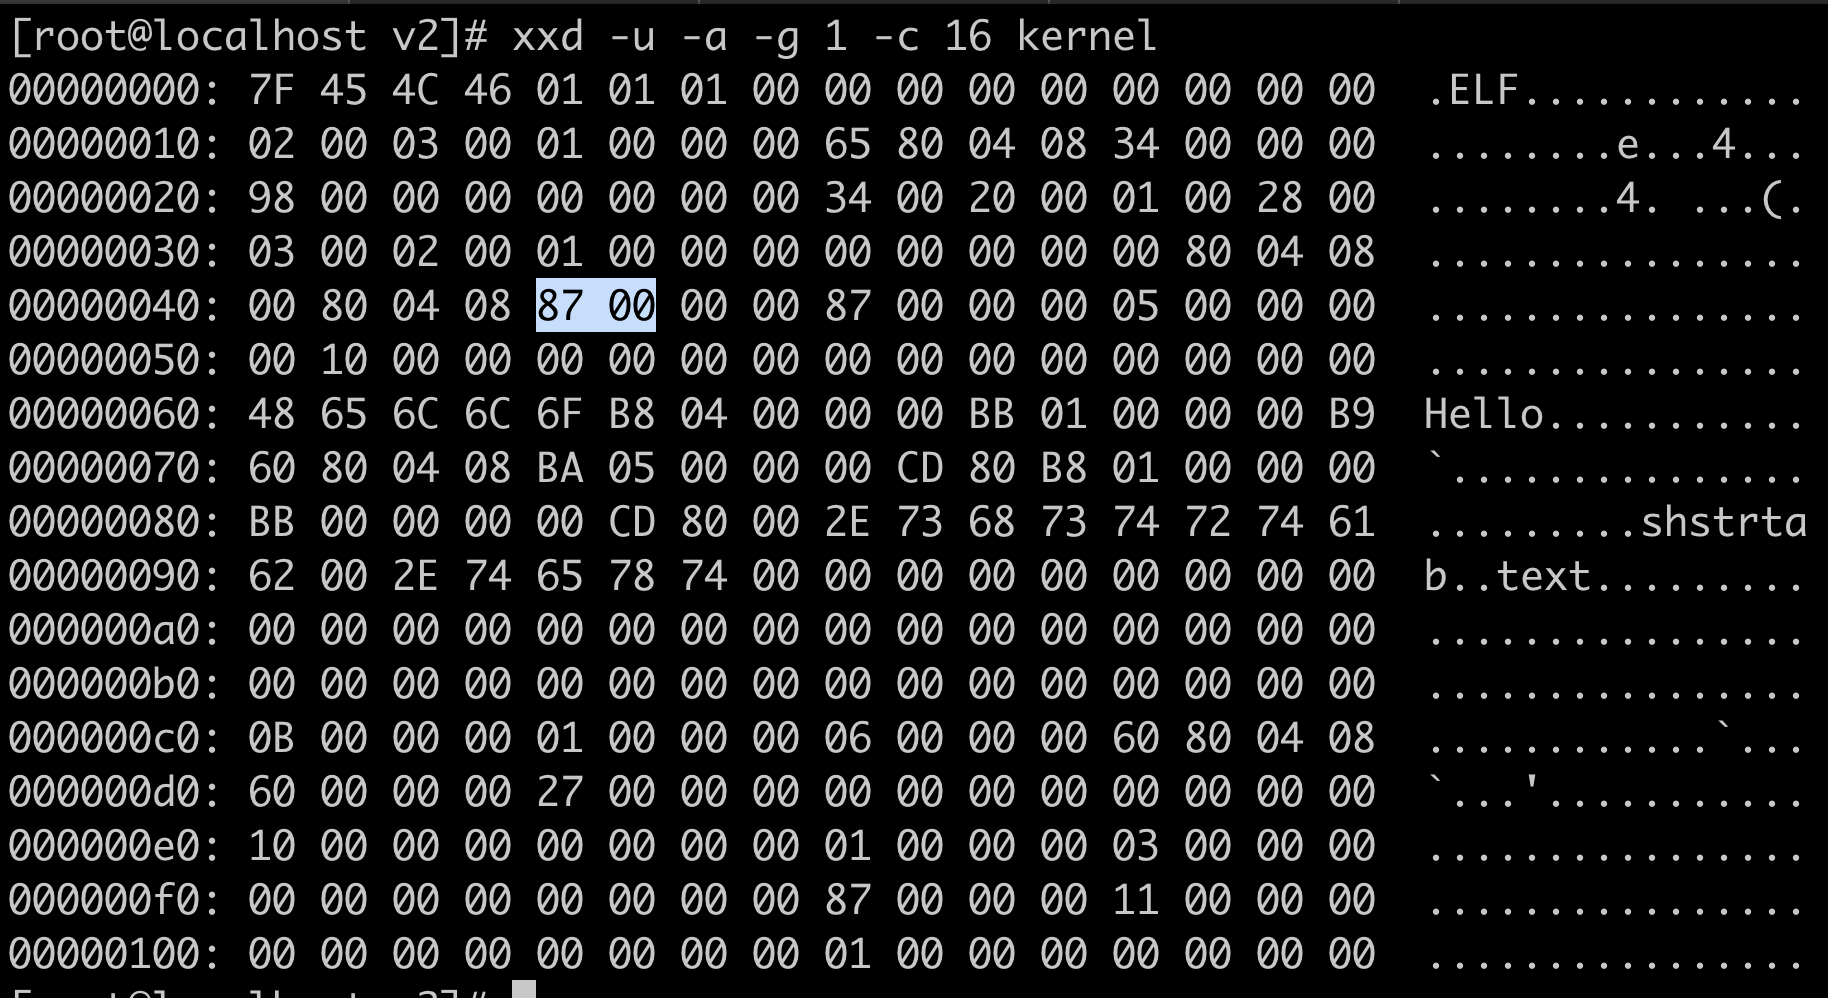 [root@localhost v2]# xxd -u -a -g 1 -c 16 kernel
00000000: 7F 45 4C 46 01 01 01 00 00 00 00 00 00 00 00 00  .ELF............
00000010: 02 00 03 00 01 00 00 00 65 80 04 08 34 00 00 00  ........e...4...
00000020: 98 00 00 00 00 00 00 00 34 00 20 00 01 00 28 00  ........4. ...(.
00000030: 03 00 02 00 01 00 00 00 00 00 00 00 00 80 04 08  ................
00000040: 00 80 04 08 87 00 00 00 87 00 00 00 05 00 00 00  ................
00000050: 00 10 00 00 00 00 00 00 00 00 00 00 00 00 00 00  ................
00000060: 48 65 6C 6C 6F B8 04 00 00 00 BB 01 00 00 00 B9  Hello...........
00000070: 60 80 04 08 BA 05 00 00 00 CD 80 B8 01 00 00 00  `...............
00000080: BB 00 00 00 00 CD 80 00 2E 73 68 73 74 72 74 61  .........shstrta
00000090: 62 00 2E 74 65 78 74 00 00 00 00 00 00 00 00 00  b..text.........
000000a0: 00 00 00 00 00 00 00 00 00 00 00 00 00 00 00 00  ................
000000b0: 00 00 00 00 00 00 00 00 00 00 00 00 00 00 00 00  ................
000000c0: 0B 00 00 00 01 00 00 00 06 00 00 00 60 80 04 08  ............`...
000000d0: 60 00 00 00 27 00 00 00 00 00 00 00 00 00 00 00  `...'...........
000000e0: 10 00 00 00 00 00 00 00 01 00 00 00 03 00 00 00  ................
000000f0: 00 00 00 00 00 00 00 00 87 00 00 00 11 00 00 00  ................
00000100: 00 00 00 00 00 00 00 00 01 00 00 00 00 00 00 00  ................
[root@localhost v2]#